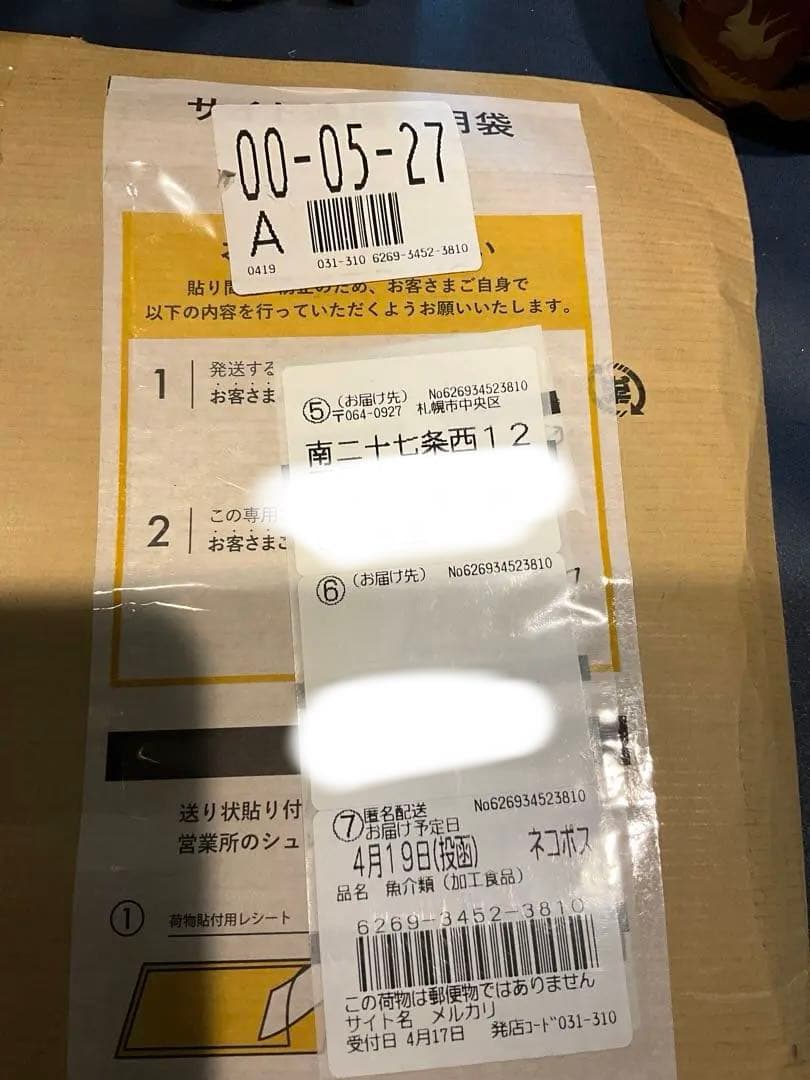 用袋
00-05-27
A
0419 031-310 6269-3452-3810
のため、お客さまご自身で
以下の内容を行っていただくようお願いいたします。
1 発送する
お客さま
⑤ (お届け先) No626934523810
〒064-0927 札幌市中央区
南二十七条西12
2 この専用
お客さまご
⑥ (お届け先) No626934523810
送り状貼り付
営業所のシュ
⑦ 匿名配送 No626934523810
お届け予定日
4月19日(投函) ネコポス
品名 魚介類(加工食品)
6269-3452-3810
① 荷物貼付用レシート
この荷物は郵便物ではありません
サイト名 メルカリ
受付日 4月17日 発店コード031-310